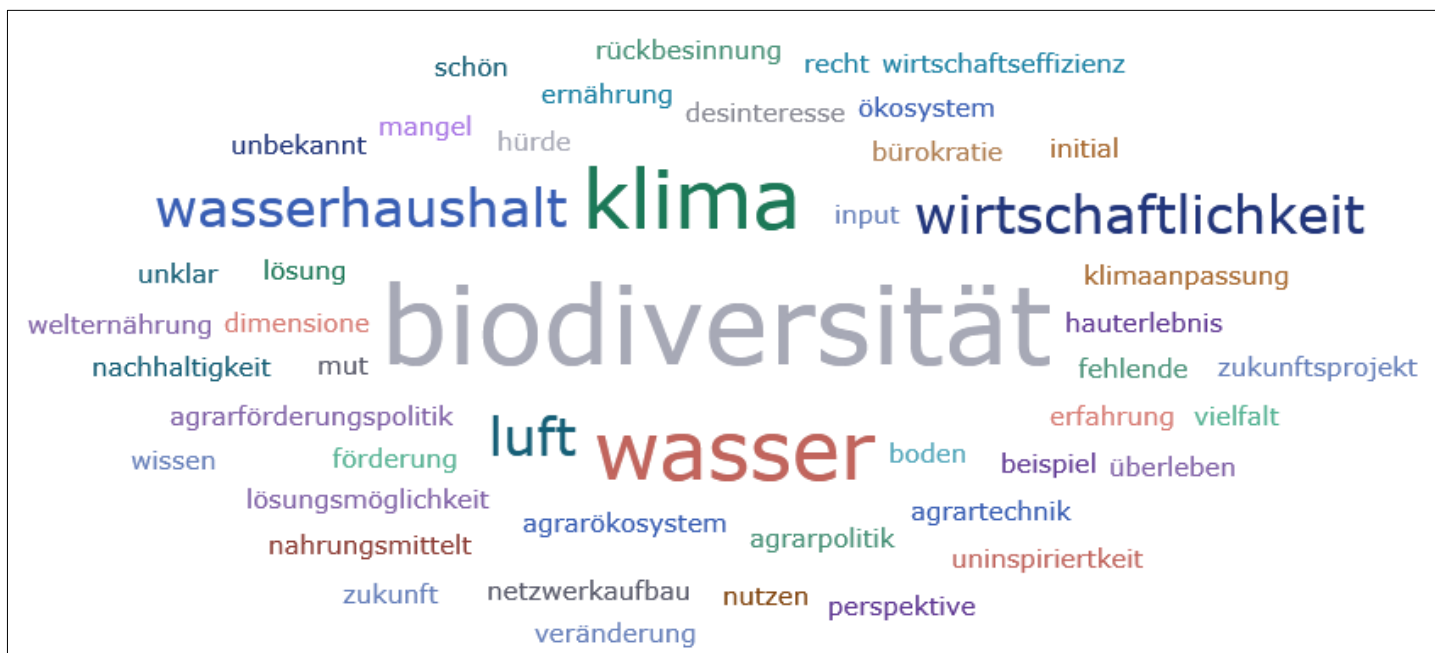 rückbesinnung
schön
recht wirtschaftseffizienz
ernährung
desinteresse
ökosystem
mangel
unbekannt
hürde
bürokratie
initial
wasserhaushalt
klima
input
wirtschaftlichkeit
unklar
lösung
klimaanpassung
welternährung
dimensione
biodiversität
hauterlebnis
nachhaltigkeit
mut
fehlende
zukunftsprojekt
agrarförderungspolitik
luft
wasser
erfahrung
vielfalt
wissen
förderung
boden
beispiel
überleben
lösungsmöglichkeit
agrarökosystem
agrartechnik
nahrungsmittelt
agrarpolitik
uninspiriertkeit
zukunft
netzwerkaufbau
nutzen
perspektive
veränderung